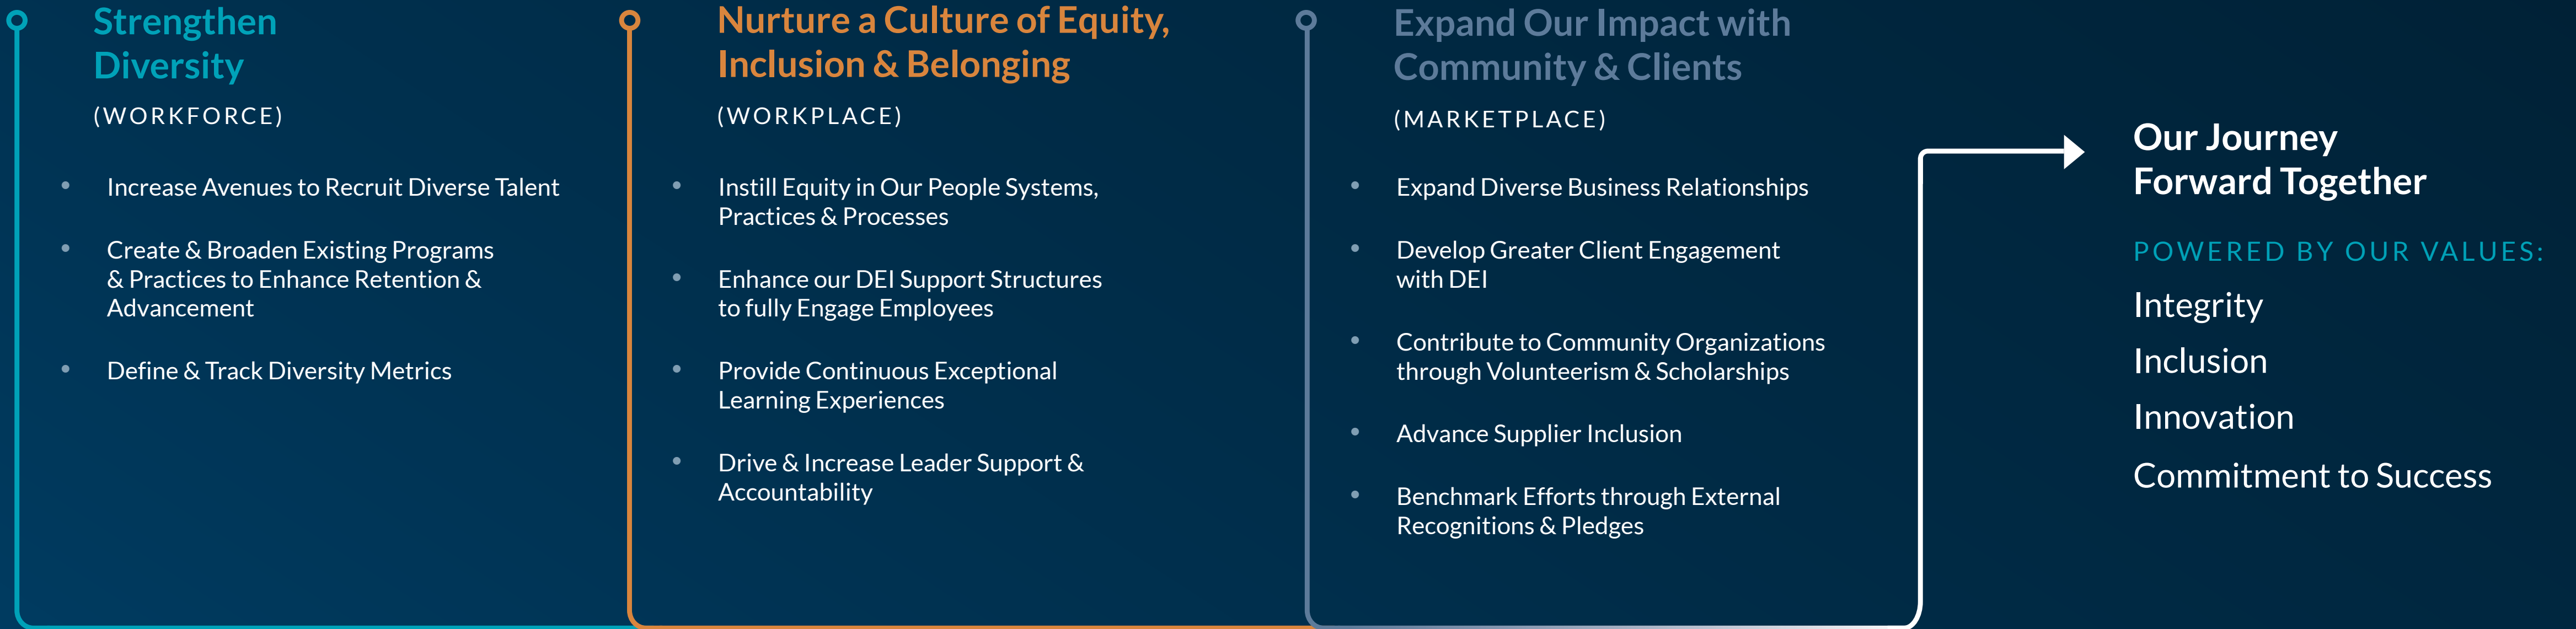 Strengthen
Diversity
(WORKFORCE)
• Increase Avenues to Recruit Diverse Talent
• Create & Broaden Existing Programs
& Practices to Enhance Retention &
Advancement
• Define & Track Diversity Metrics
Nurture a Culture of Equity,
Inclusion & Belonging
(WORKPLACE)
• Instill Equity in Our People Systems,
Practices & Processes
• Enhance our DEI Support Structures
to fully Engage Employees
• Provide Continuous Exceptional
Learning Experiences
• Drive & Increase Leader Support &
Accountability
Expand Our Impact with
Community & Clients
(MARKETPLACE)
• Expand Diverse Business Relationships
• Develop Greater Client Engagement
with DEI
• Contribute to Community Organizations
through Volunteerism & Scholarships
• Advance Supplier Inclusion
• Benchmark Efforts through External
Recognitions & Pledges
Our Journey
Forward Together
POWERED BY OUR VALUES:
Integrity
Inclusion
Innovation
Commitment to Success